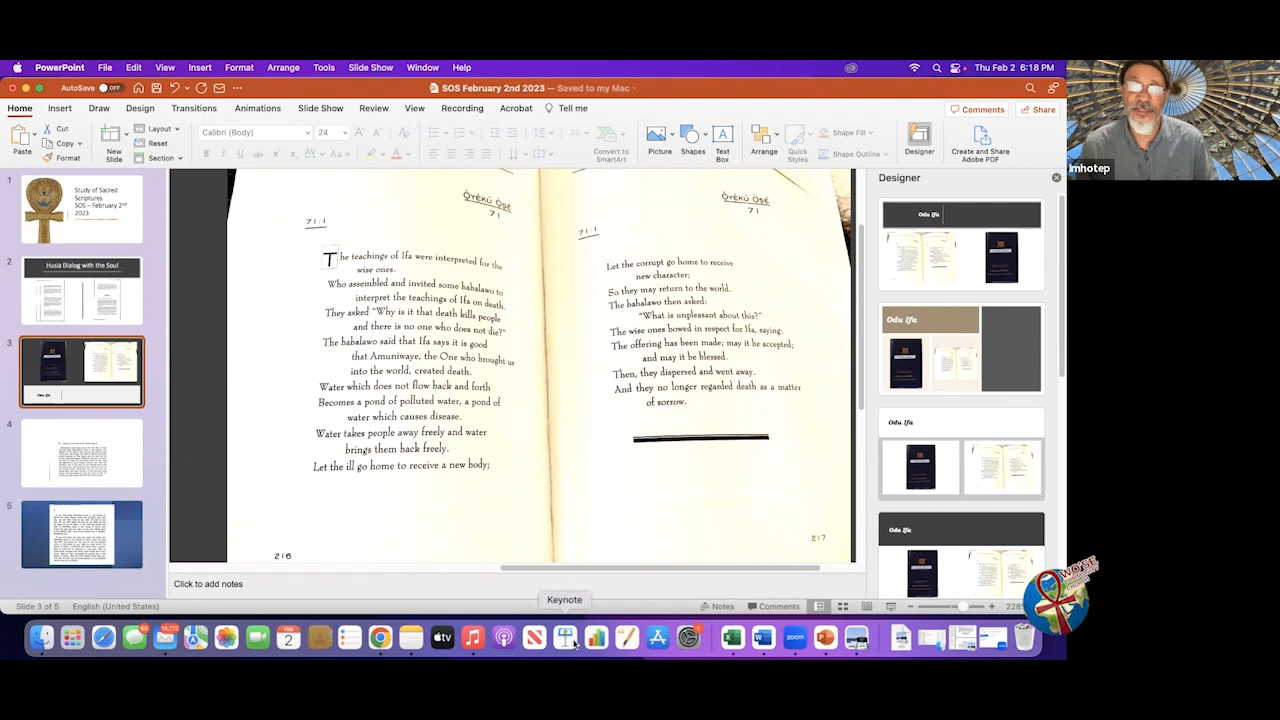 PowerPoint File Edit View Insert Format Arrange Tools Slide Show Window Help
Thu Feb 2 6:18 PM
AutoSave OFF
SOS February 2nd 2023 — Saved to my Mac
Home Insert Draw Design Transitions Animations Slide Show Review View Recording Acrobat Tell me
Comments Share
Paste
Cut
Copy
Format
New Slide
Layout
Reset
Section
Calibri (Body) 24
Convert to SmartArt
Picture
Shapes
Text Box
Arrange
Quick Styles
Shape Fill
Shape Outline
Designer
Create and Share Adobe PDF
Imhotep
1
Study of Sacred
Scriptures
SOS – February 2nd
2023
2
Husia Dialog with the Soul
3
Odu Ifa
4
5
ÒYÈKÚ ÒSÉ
71
71:1
The teachings of Ifa were interpreted for the
wise ones.
Who assembled and invited some babalawo to
interpret the teachings of Ifa on death.
They asked "Why is it that death kills people
and there is no one who does not die?"
The babalawo said that Ifa says it is good
that Amuniwaye, the One who brought us
into the world, created death.
Water which does not flow back and forth
Becomes a pond of polluted water, a pond of
water which causes disease.
Water takes people away freely and water
brings them back freely.
Let the ill go home to receive a new body;
216
ÒYÈKÚ ÒSÉ
71
71:1
Let the corrupt go home to receive
new character;
So they may return to the world.
The babalawo then asked:
"What is unpleasant about this?"
The wise ones bowed in respect for Ifa, saying:
The offering has been made; may it be accepted;
and may it be blessed.
Then, they dispersed and went away.
And they no longer regarded death as a matter
of sorrow.
217
Designer
Odu Ifa
Odu Ifa
Odu Ifa
Odu Ifa
Click to add notes
Keynote
Slide 3 of 5 English (United States)
Notes Comments
228
WOSE